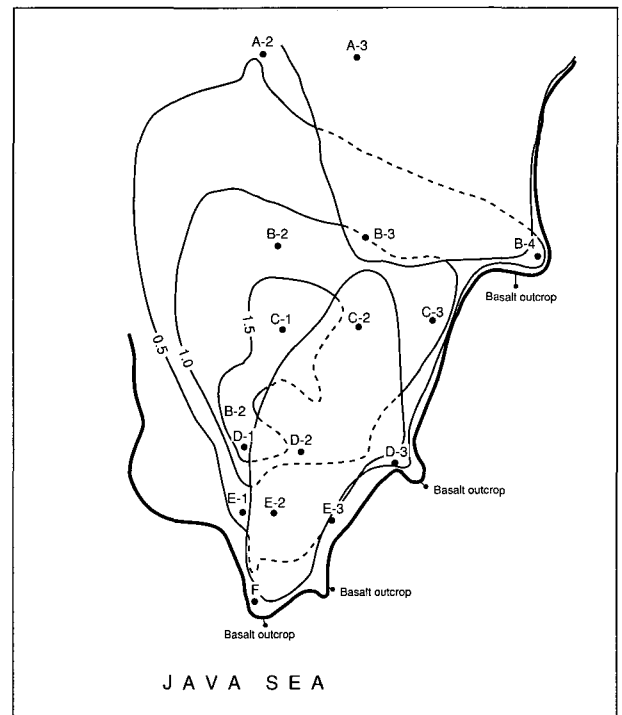 A-2
A-3
B-2
B-3
B-4
Basalt outcrop
C-1
C-2
C-3
1.5
0.5
1.0
B-2
D-1
D-2
D-3
Basalt outcrop
E-1
E-2
E-3
F
Basalt outcrop
Basalt outcrop
JAVA SEA